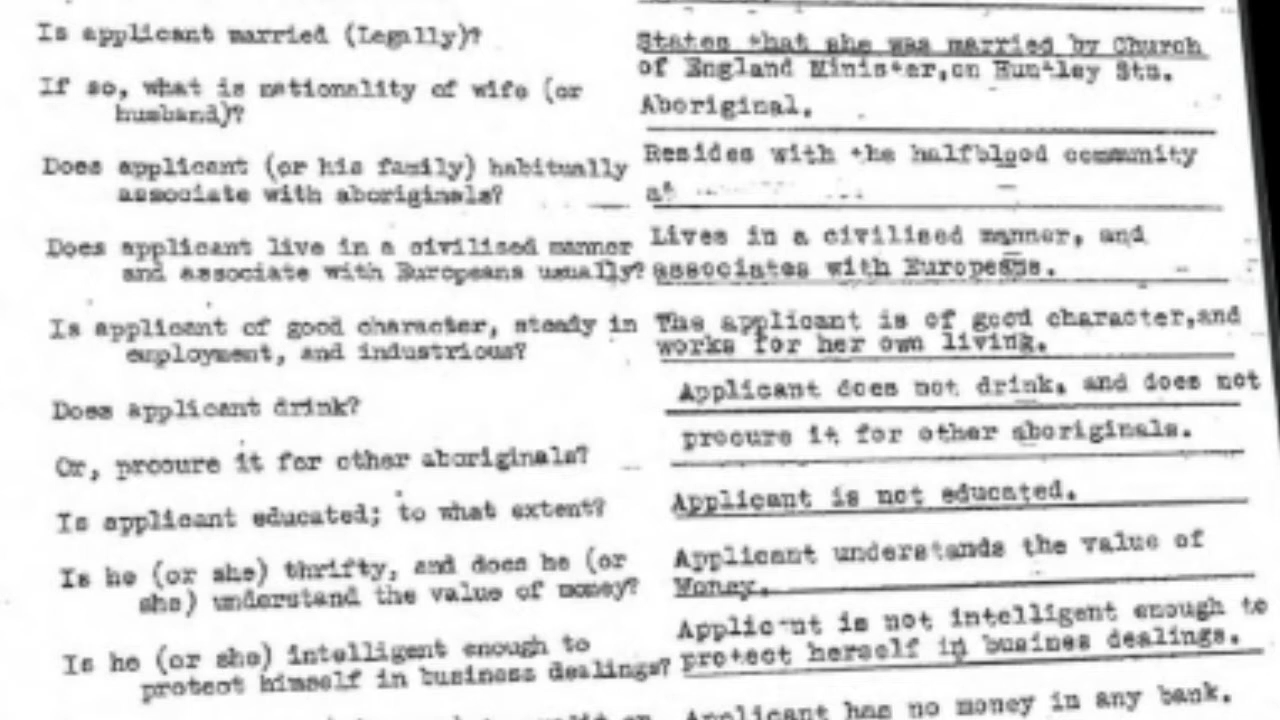 Is applicant married (Legally)?
States that she was married by Church
of England Minister,on Huntley Stn.
If so, what is nationality of wife (or
husband)?
Aboriginal.
Does applicant (or his family) habitually
associate with aboriginals?
Resides with the halfblood community
at
Does applicant live in a civilised manner
and associate with Europeans usually?
Lives in a civilised manner, and
associates with Europeans.
Is applicant of good character, steady in
employment, and industrious?
The applicant is of good character,and
works for her own living.
Does applicant drink?
Applicant does not drink. and does not
Or, procure it for other aboriginals?
procure it for other aboriginals.
Is applicant educated; to what extent?
Applicant is not educated.
Is he (or she) thrifty, and does he (or
she) understand the value of money?
Applicant understands the value of
Money.
Is he (or she) intelligent enough to
protect himself in business dealings?
Applicant is not intelligent enough to
protect herself in busines dealings.
Applicant has no money in any bank.